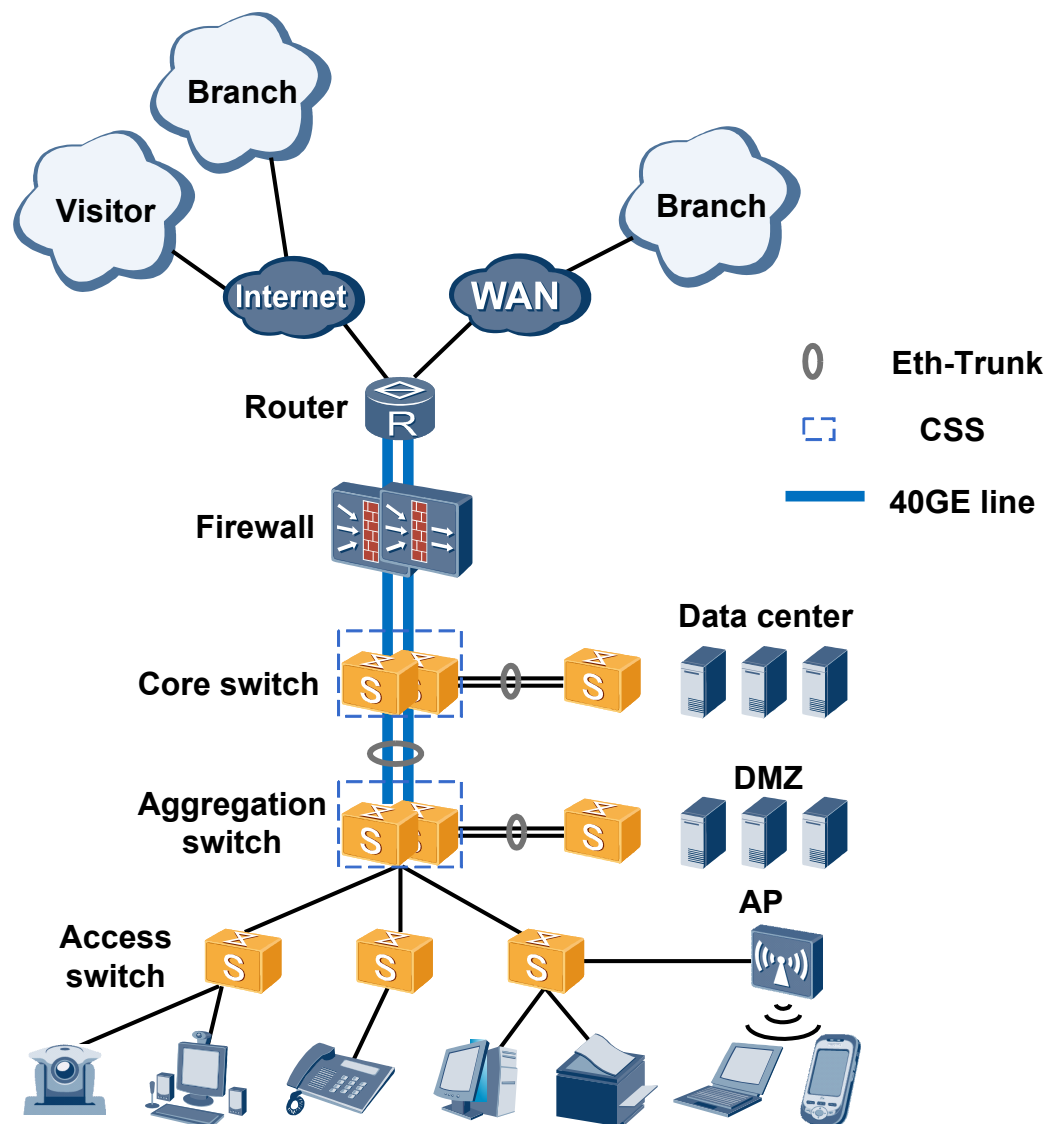 Branch
Visitor
Branch
Internet
WAN
Eth-Trunk
Router
R
CSS
40GE line
Firewall
Data center
Core switch
S
S
S
DMZ
Aggregation
switch
S
S
S
AP
Access
switch
S
S
S